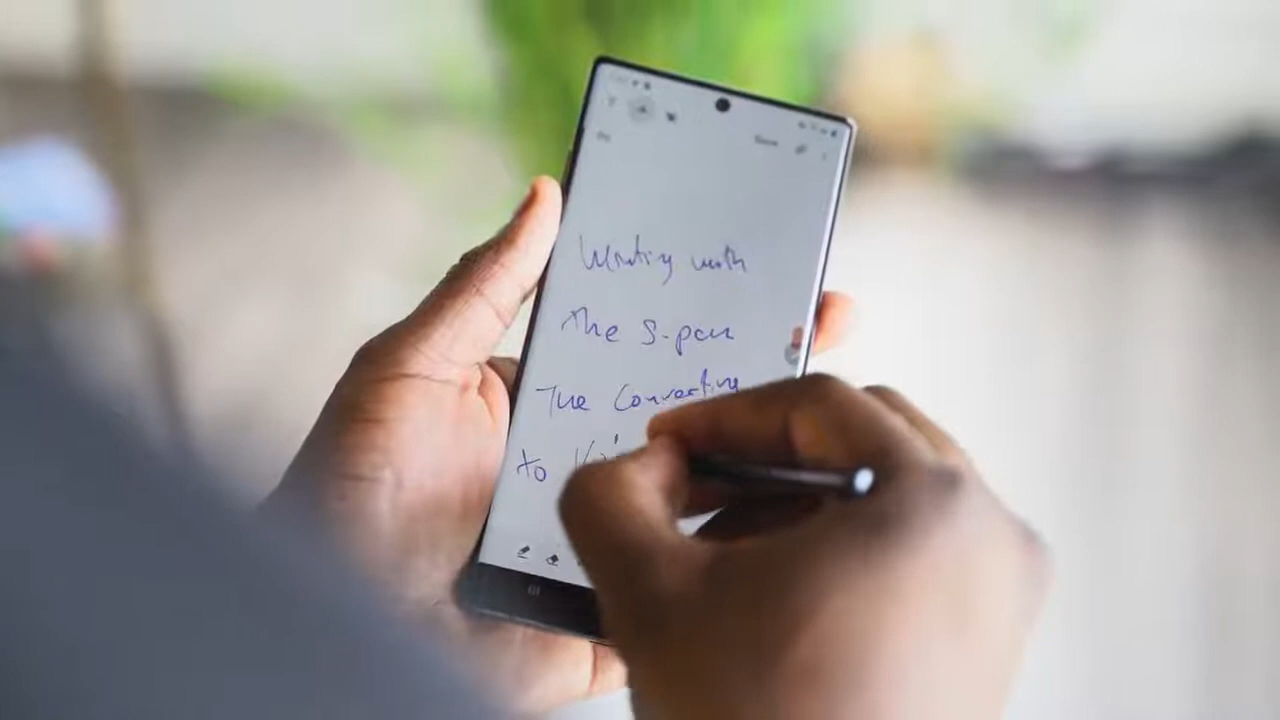 Writing with
The S-pen
The Converting
to